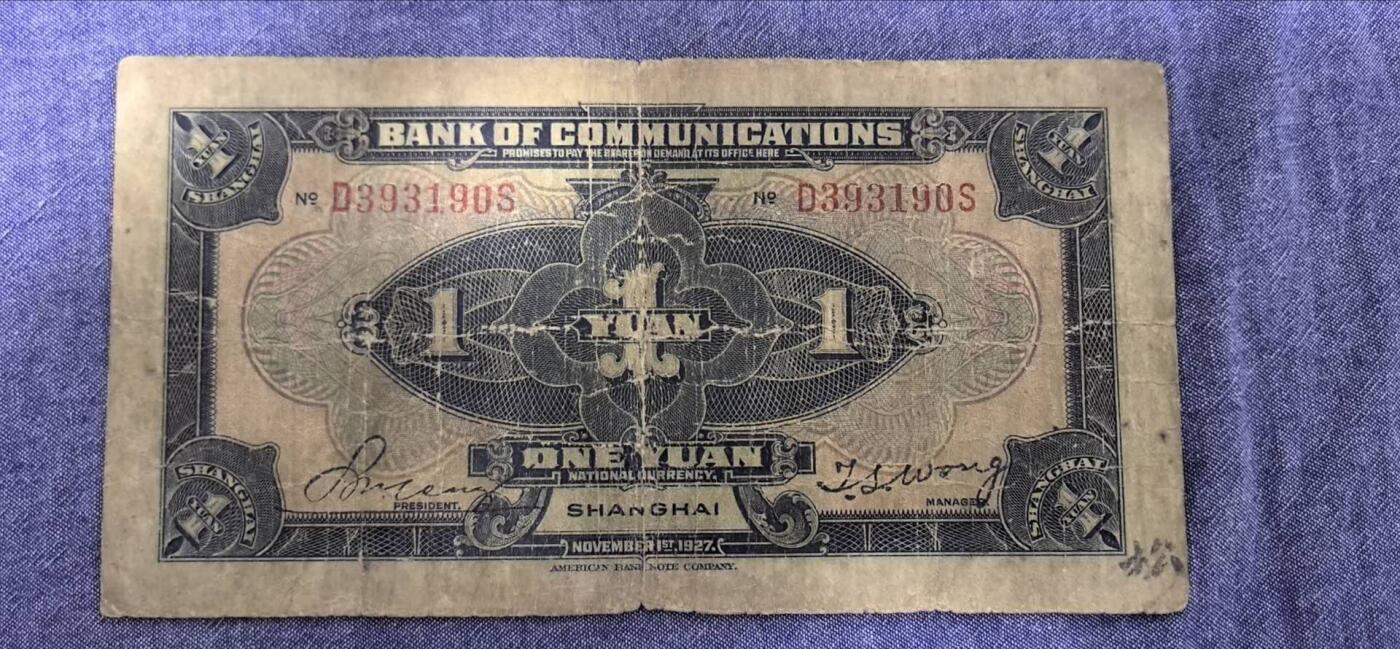 BANK OF COMMUNICATIONS
PROMISES TO PAY THE BEARER ON DEMAND AT ITS OFFICE HERE
1 YUAN SHANGHAI
1 YUAN SHANGHAI
Nº D393190S
Nº D393190S
1
1 YUAN
1
ONE YUAN
NATIONAL CURRENCY.
SHANGHAI
PRESIDENT.
T.S. Wong
MANAGER.
SHANGHAI 1 YUAN
SHANGHAI 1 YUAN
NOVEMBER 1ST, 1927.
AMERICAN BANK NOTE COMPANY.